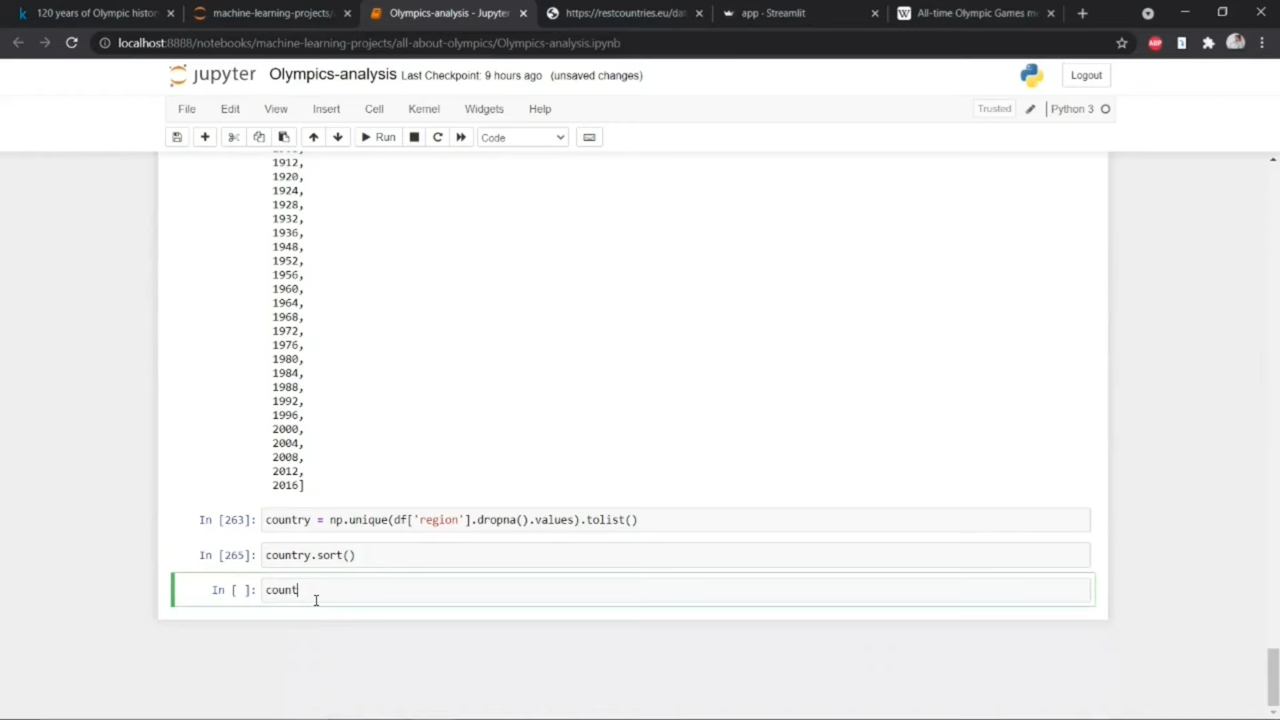 120 years of Olympic histor
machine-learning-projects/
Olympics-analysis - Jupyter
https://restcountries.eu/dat
app · Streamlit
All-time Olympic Games me
localhost:8888/notebooks/machine-learning-projects/all-about-olympics/Olympics-analysis.ipynb
ABP
jupyter Olympics-analysis Last Checkpoint: 9 hours ago (unsaved changes)
Logout
File Edit View Insert Cell Kernel Widgets Help
Trusted
Python 3
Run
Code
1912,
1920,
1924,
1928,
1932,
1936,
1948,
1952,
1956,
1960,
1964,
1968,
1972,
1976,
1980,
1984,
1988,
1992,
1996,
2000,
2004,
2008,
2012,
2016]
In [263]: country = np.unique(df['region'].dropna().values).tolist()
In [265]: country.sort()
In [ ]: count